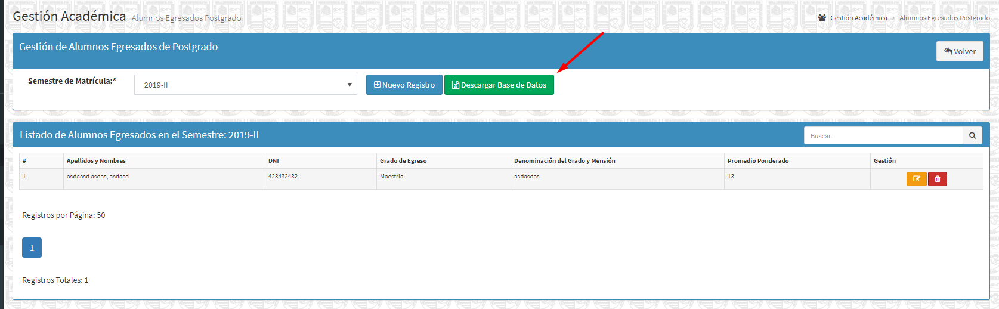 Gestión Académica Alumnos Egresados Postgrado
Gestión Académica > Alumnos Egresados Postgrado
Gestión de Alumnos Egresados de Postgrado
Volver
Semestre de Matrícula:* 2019-II Nuevo Registro Descargar Base de Datos
Listado de Alumnos Egresados en el Semestre: 2019-II Buscar
# Apellidos y Nombres DNI Grado de Egreso Denominación del Grado y Mensión Promedio Ponderado Gestión
1 asdaasd asdas, asdasd 423432432 Maestría asdasdas 13
Registros por Página: 50
1
Registros Totales: 1